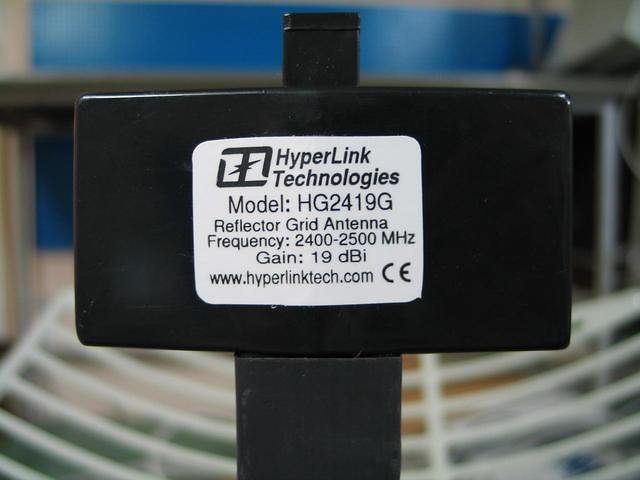 HyperLink
Technologies
Model: HG2419G
Reflector Grid Antenna
Frequency: 2400-2500 MHz
Gain: 19 dBi
www.hyperlinktech.com CE